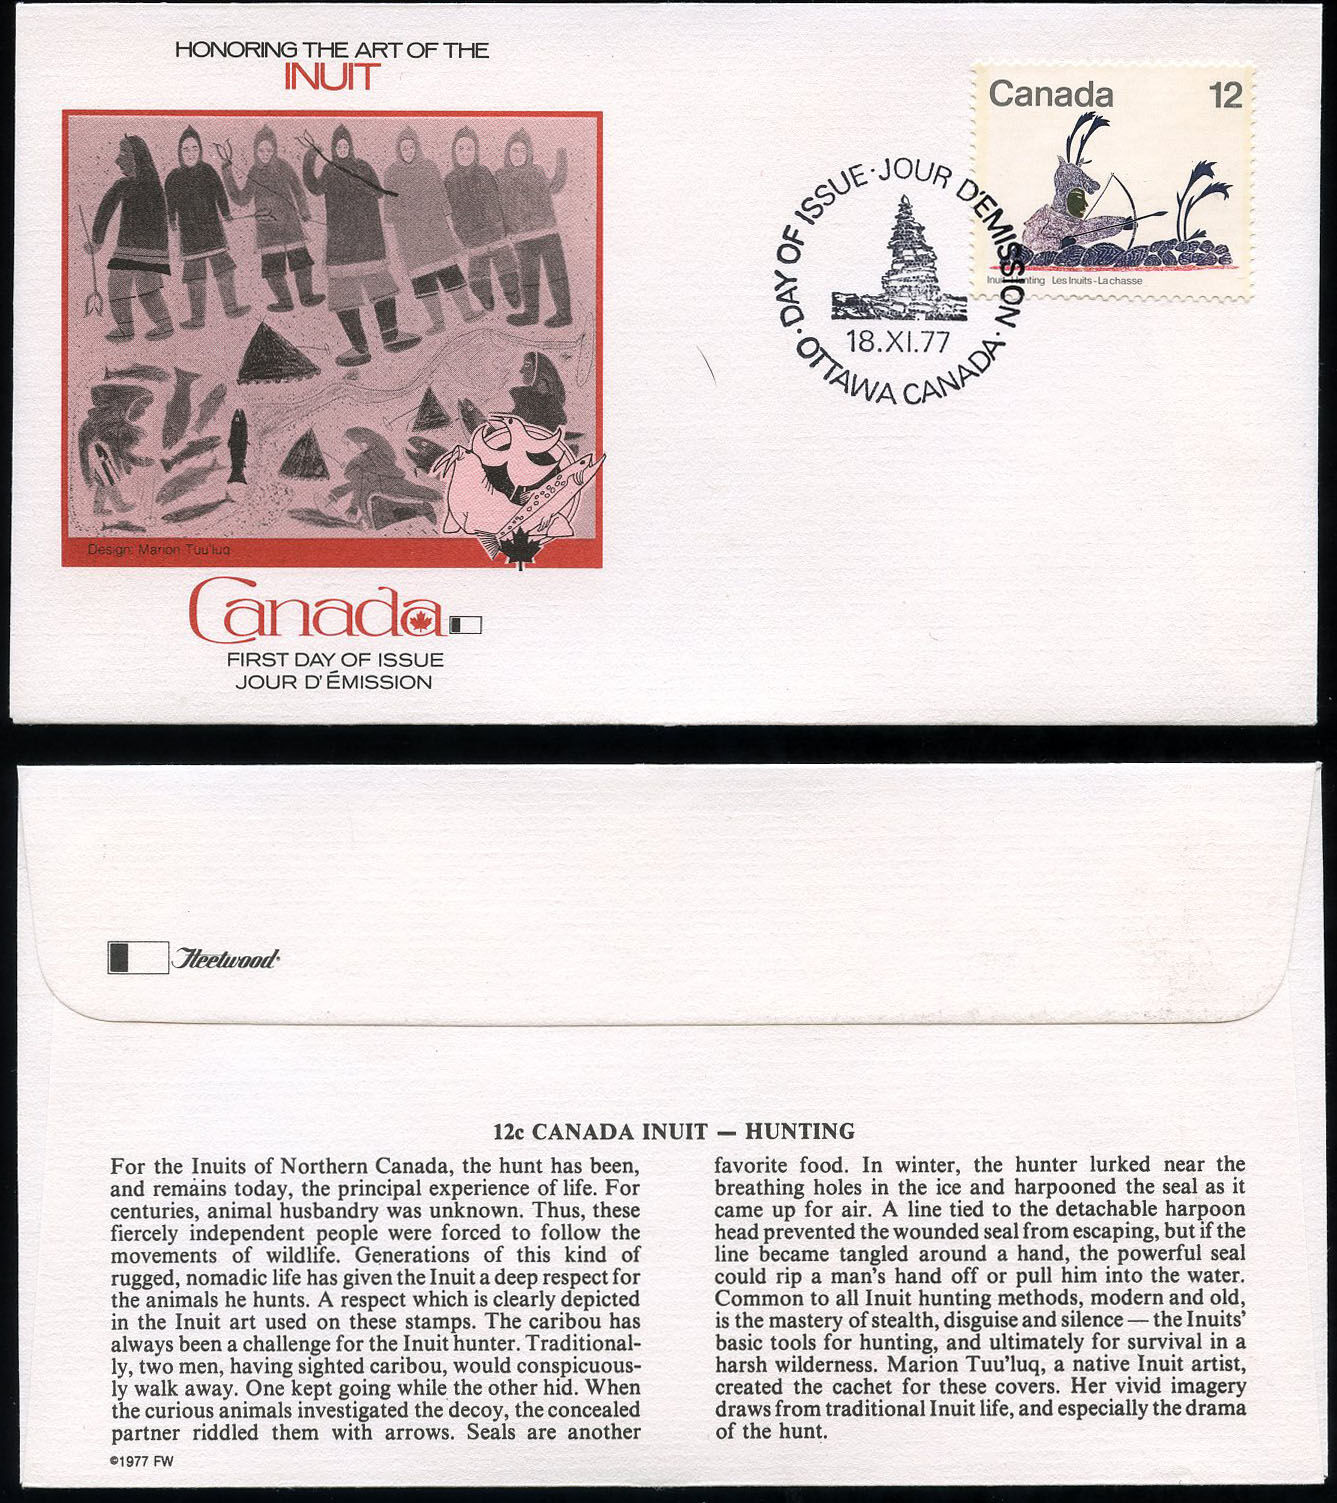 HONORING THE ART OF THE
INUIT
Design: Marion Tuu'luq
Canada
FIRST DAY OF ISSUE
JOUR D'ÉMISSION
Canada 12
Inuit-Hunting Les Inuits-La chasse
·DAY OF ISSUE·JOUR D'EMISSION·
18.XI.77
OTTAWA CANADA
Fleetwood
12c CANADA INUIT — HUNTING
For the Inuits of Northern Canada, the hunt has been,
and remains today, the principal experience of life. For
centuries, animal husbandry was unknown. Thus, these
fiercely independent people were forced to follow the
movements of wildlife. Generations of this kind of
rugged, nomadic life has given the Inuit a deep respect for
the animals he hunts. A respect which is clearly depicted
in the Inuit art used on these stamps. The caribou has
always been a challenge for the Inuit hunter. Traditional-
ly, two men, having sighted caribou, would conspicuous-
ly walk away. One kept going while the other hid. When
the curious animals investigated the decoy, the concealed
partner riddled them with arrows. Seals are another
favorite food. In winter, the hunter lurked near the
breathing holes in the ice and harpooned the seal as it
came up for air. A line tied to the detachable harpoon
head prevented the wounded seal from escaping, but if the
line became tangled around a hand, the powerful seal
could rip a man's hand off or pull him into the water.
Common to all Inuit hunting methods, modern and old,
is the mastery of stealth, disguise and silence — the Inuits'
basic tools for hunting, and ultimately for survival in a
harsh wilderness. Marion Tuu'luq, a native Inuit artist,
created the cachet for these covers. Her vivid imagery
draws from traditional Inuit life, and especially the drama
of the hunt.
©1977 FW